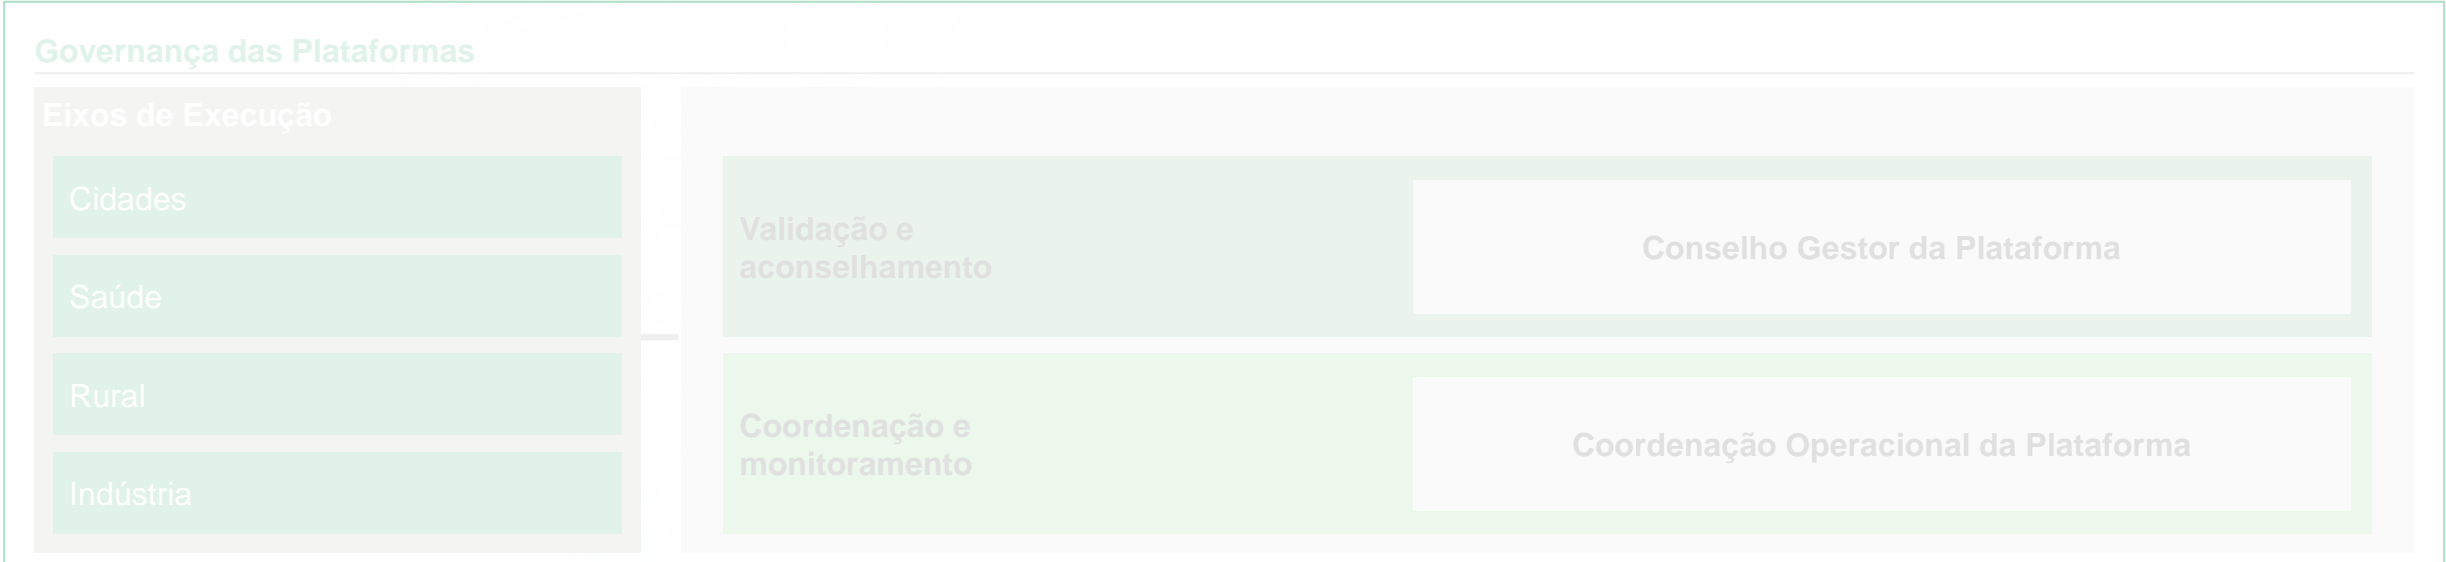 Governança das Plataformas
Eixos de Execução
Cidades
Saúde
Rural
Indústria
Validação e
aconselhamento
Conselho Gestor da Plataforma
Coordenação e
monitoramento
Coordenação Operacional da Plataforma